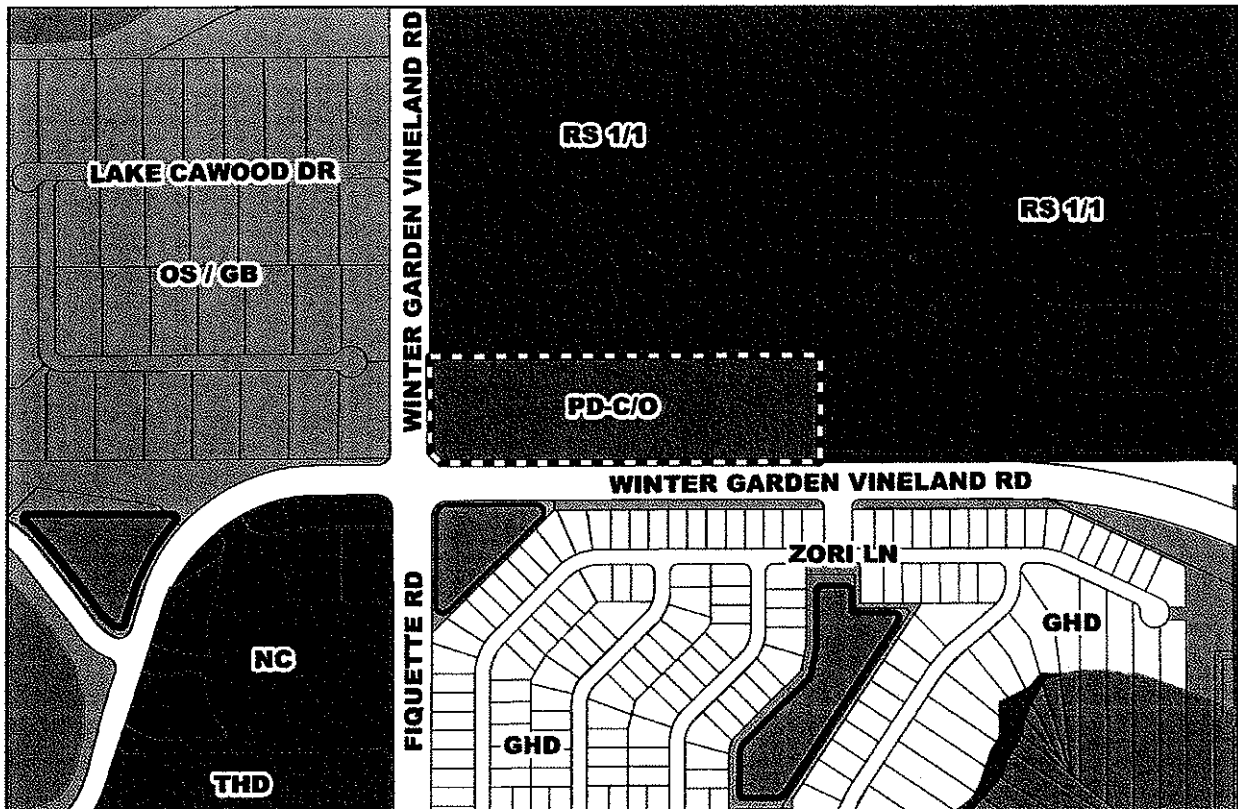 WINTER GARDEN VINELAND RD
RS 1/1
LAKE CAWOOD DR
RS 1/1
OS / GB
PD-C/O
WINTER GARDEN VINELAND RD
ZORI LN
FIQUETTE RD
NC
GHD
GHD
THD